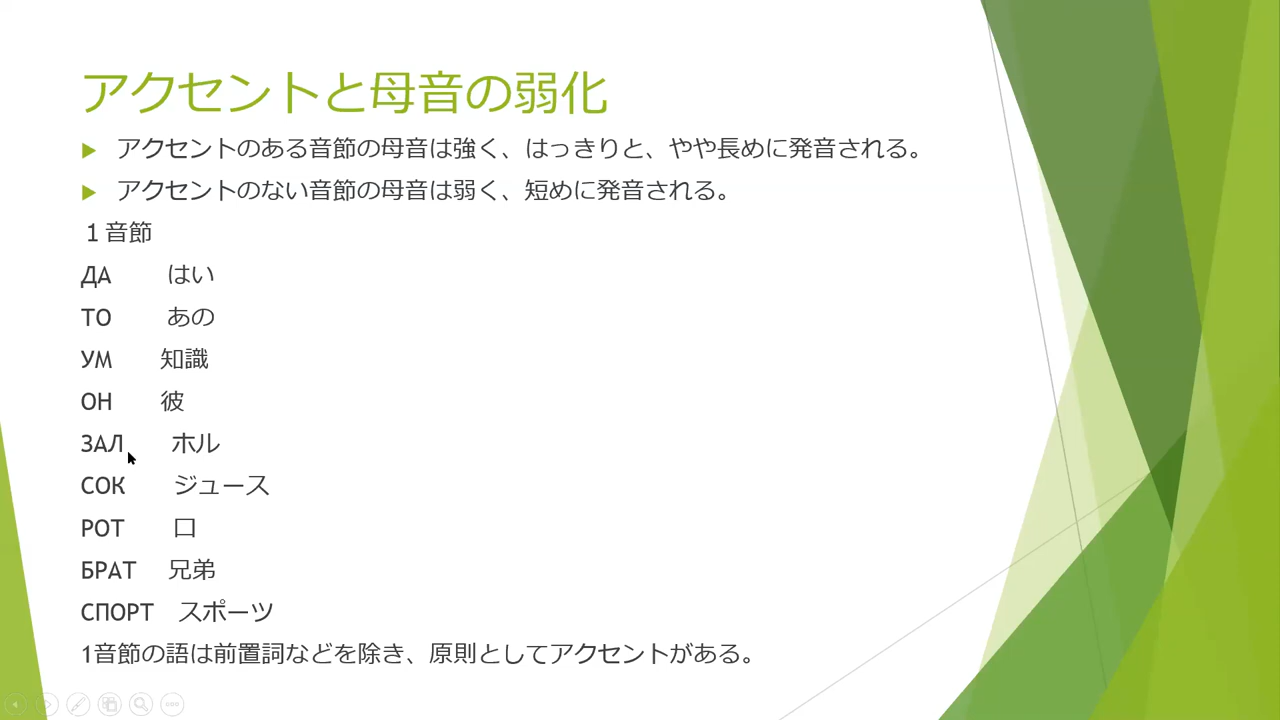 アクセントと母音の弱化
アクセントのある音節の母音は強く、はっきりと、やや長めに発音される。
アクセントのない音節の母音は弱く、短めに発音される。
１音節
ДА はい
ТО あの
УМ 知識
ОН 彼
ЗАЛ ホル
СОК ジュース
РОТ 口
БРАТ 兄弟
СПОРТ スポーツ
1音節の語は前置詞などを除き、原則としてアクセントがある。